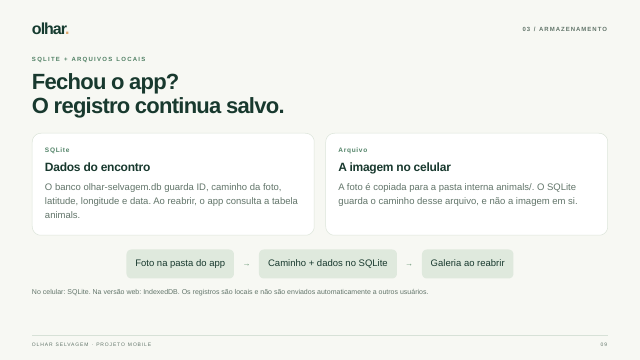 olhar.
03 / ARMAZENAMENTO
SQLITE + ARQUIVOS LOCAIS
Fechou o app?
O registro continua salvo.
SQLite
Dados do encontro
O banco olhar-selvagem.db guarda ID, caminho da foto,
latitude, longitude e data. Ao reabrir, o app consulta a tabela
animals.
Arquivo
A imagem no celular
A foto é copiada para a pasta interna animals/. O SQLite
guarda o caminho desse arquivo, e não a imagem em si.
Foto na pasta do app → Caminho + dados no SQLite → Galeria ao reabrir
No celular: SQLite. Na versão web: IndexedDB. Os registros são locais e não são enviados automaticamente a outros usuários.
OLHAR SELVAGEM · PROJETO MOBILE
09